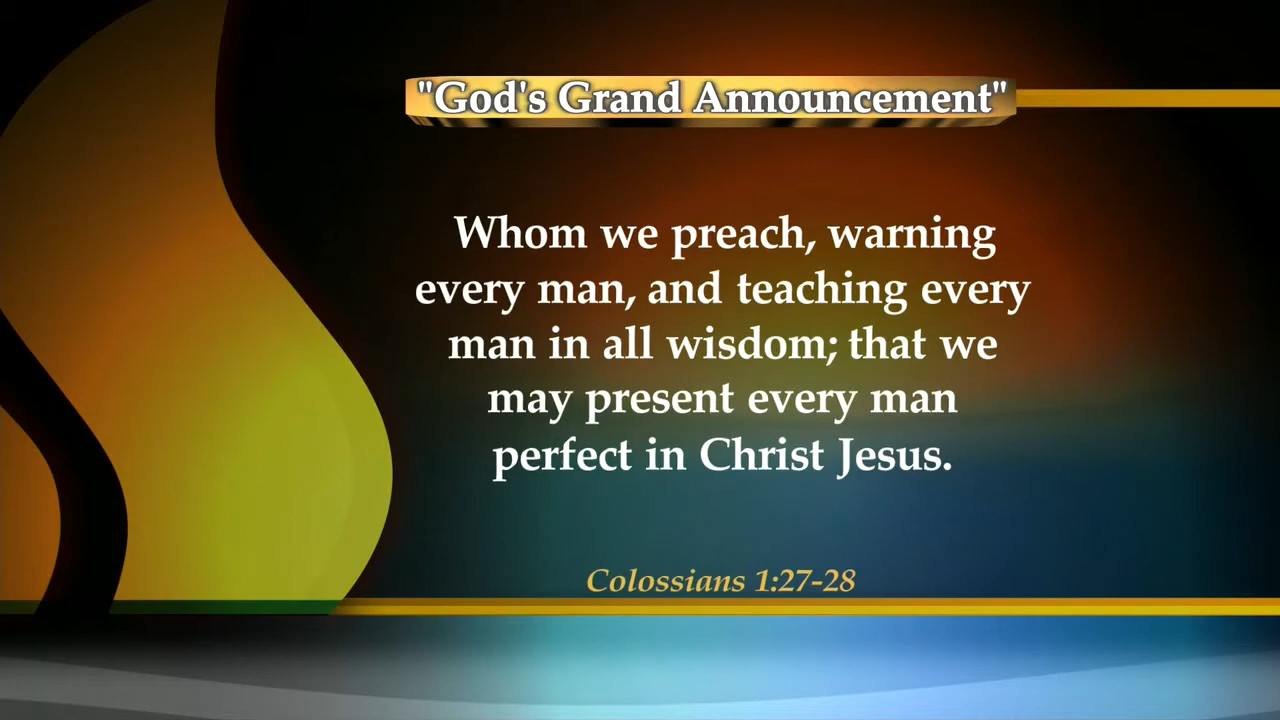 "God's Grand Announcement"
Whom we preach, warning
every man, and teaching every
man in all wisdom; that we
may present every man
perfect in Christ Jesus.
Colossians 1:27-28